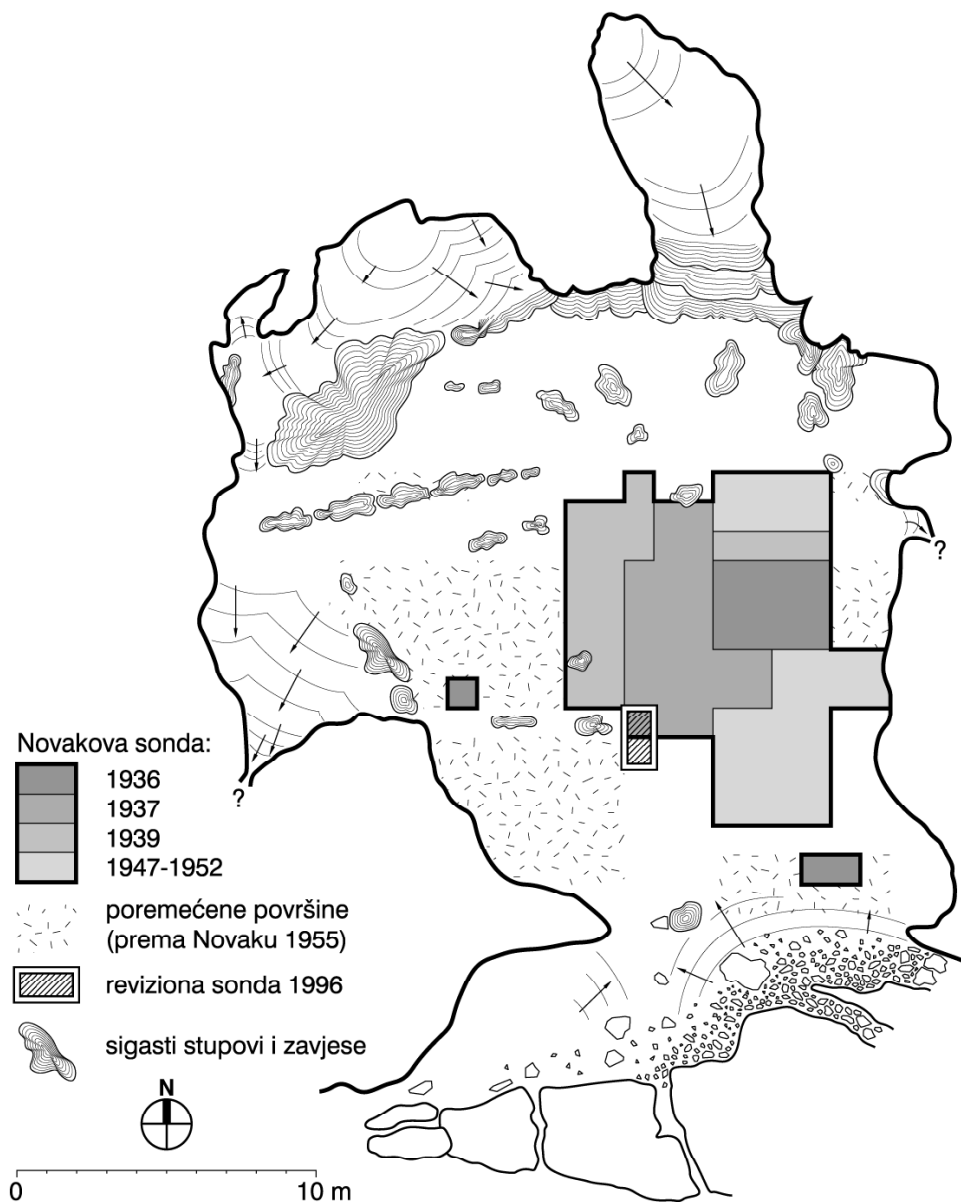 ?
?
Novakova sonda:
1936
1937
1939
1947-1952
poremećene površine
(prema Novaku 1955)
reviziona sonda 1996
sigasti stupovi i zavjese
N
0 10 m